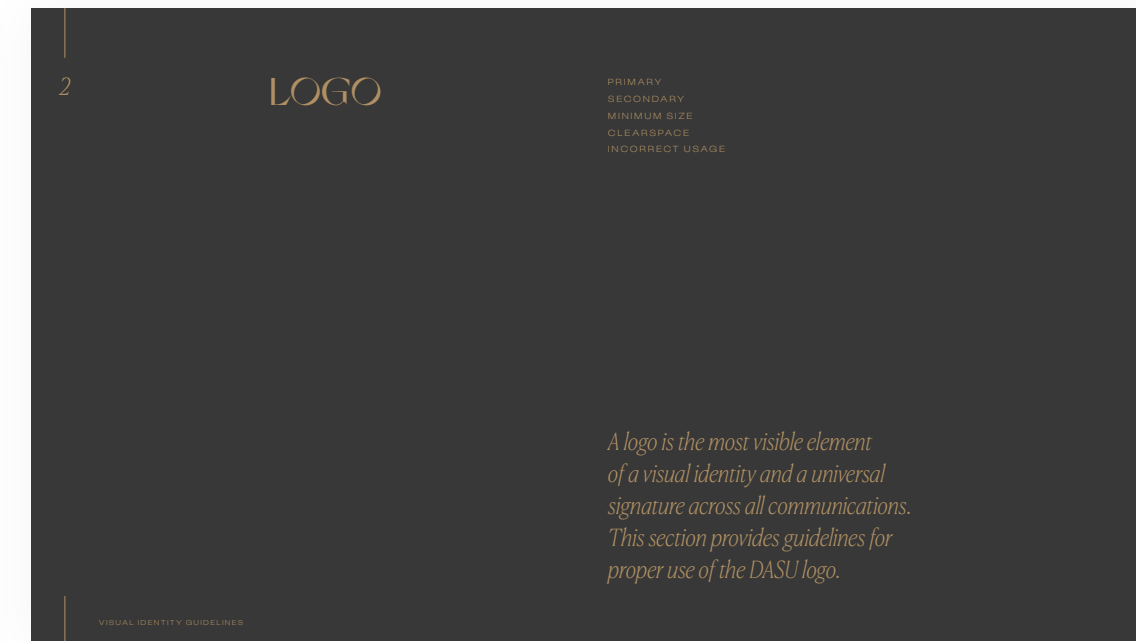 2
LOGO
PRIMARY
SECONDARY
MINIMUM SIZE
CLEARSPACE
INCORRECT USAGE
A logo is the most visible element
of a visual identity and a universal
signature across all communications.
This section provides guidelines for
proper use of the DASU logo.
VISUAL IDENTITY GUIDELINES